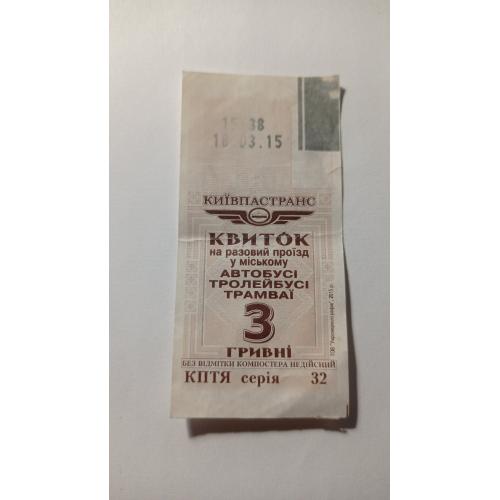 15 38
18 03.15
КИЇВПАСТРАНС
КВИТОК
на разовий проїзд
у міському
АВТОБУСІ
ТРОЛЕЙБУСІ
ТРАМВАЇ
3
ГРИВНІ
БЕЗ ВІДМІТКИ КОМПОСТЕРА НЕДІЙСНИЙ
КПТЯ серія 32